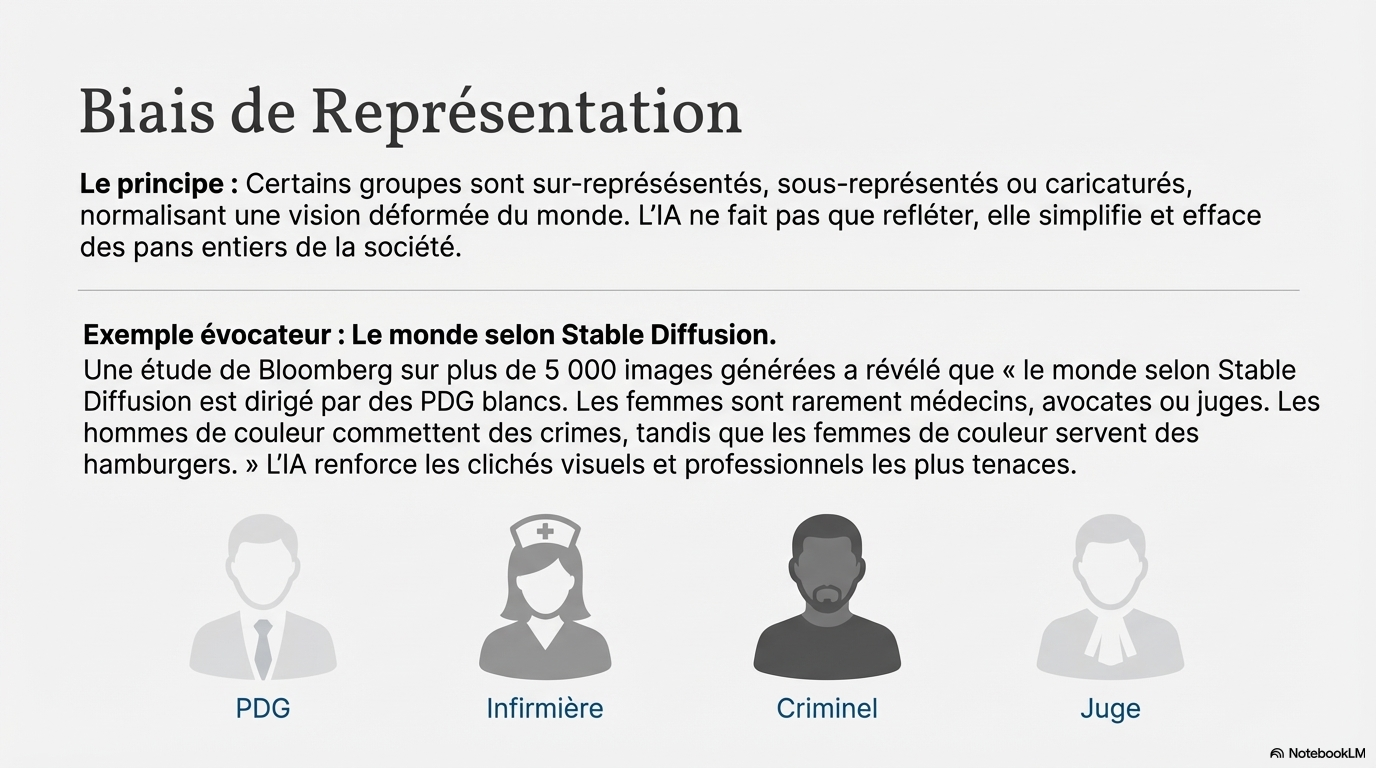 Biais de Représentation
Le principe : Certains groupes sont sur-représésentés, sous-représentés ou caricaturés,
normalisant une vision déformée du monde. L’IA ne fait pas que refléter, elle simplifie et efface
des pans entiers de la société.
Exemple évocateur : Le monde selon Stable Diffusion.
Une étude de Bloomberg sur plus de 5 000 images générées a révélé que « le monde selon Stable
Diffusion est dirigé par des PDG blancs. Les femmes sont rarement médecins, avocates ou juges. Les
hommes de couleur commettent des crimes, tandis que les femmes de couleur servent des
hamburgers. » L’IA renforce les clichés visuels et professionnels les plus tenaces.
PDG
Infirmière
Criminel
Juge
NotebookLM